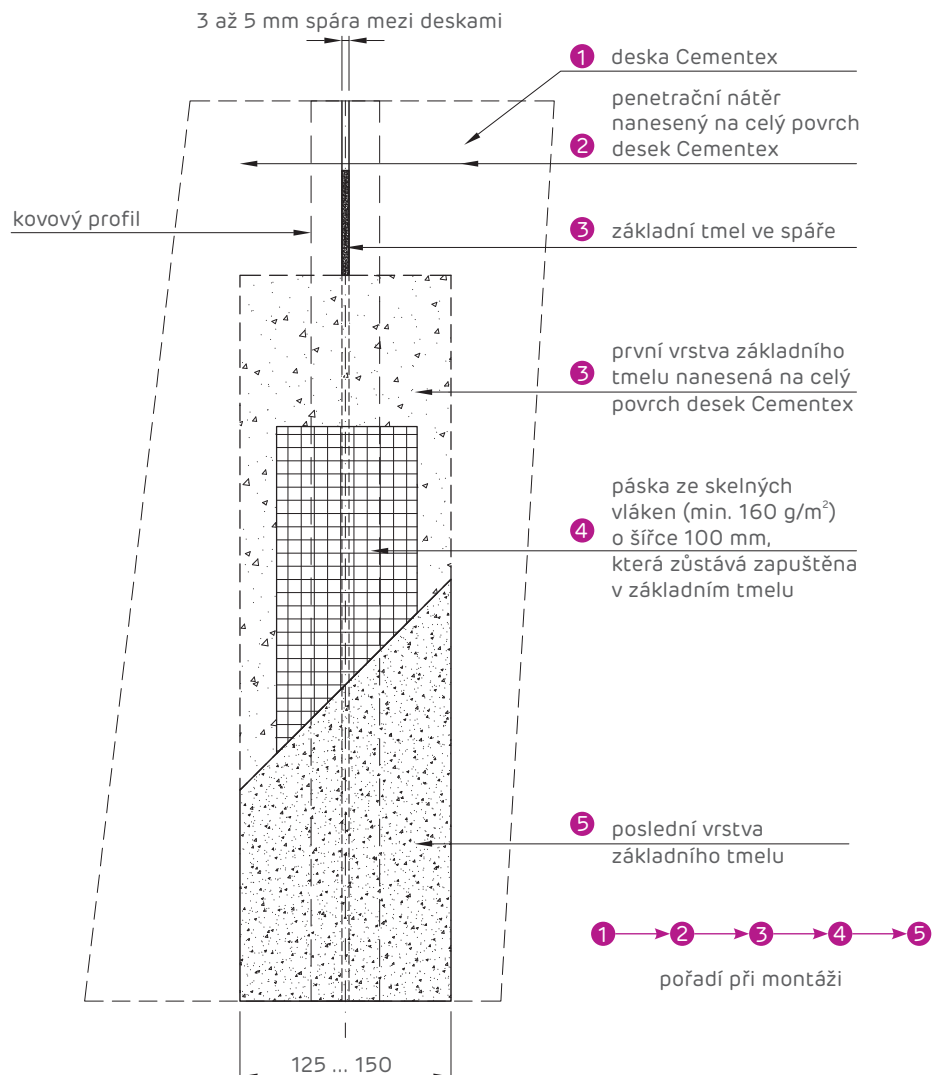 3 až 5 mm spára mezi deskami
1 deska Cementex
penetrační nátěr
nanesený na celý povrch
2 desek Cementex
kovový profil
3 základní tmel ve spáře
první vrstva základního
3 tmelu nanesená na celý
povrch desek Cementex
páska ze skelných
vláken (min. 160 g/m²)
4 o šířce 100 mm,
která zůstává zapuštěna
v základním tmelu
5 poslední vrstva
základního tmelu
1 2 3 4 5
pořadí při montáži
125 ... 150